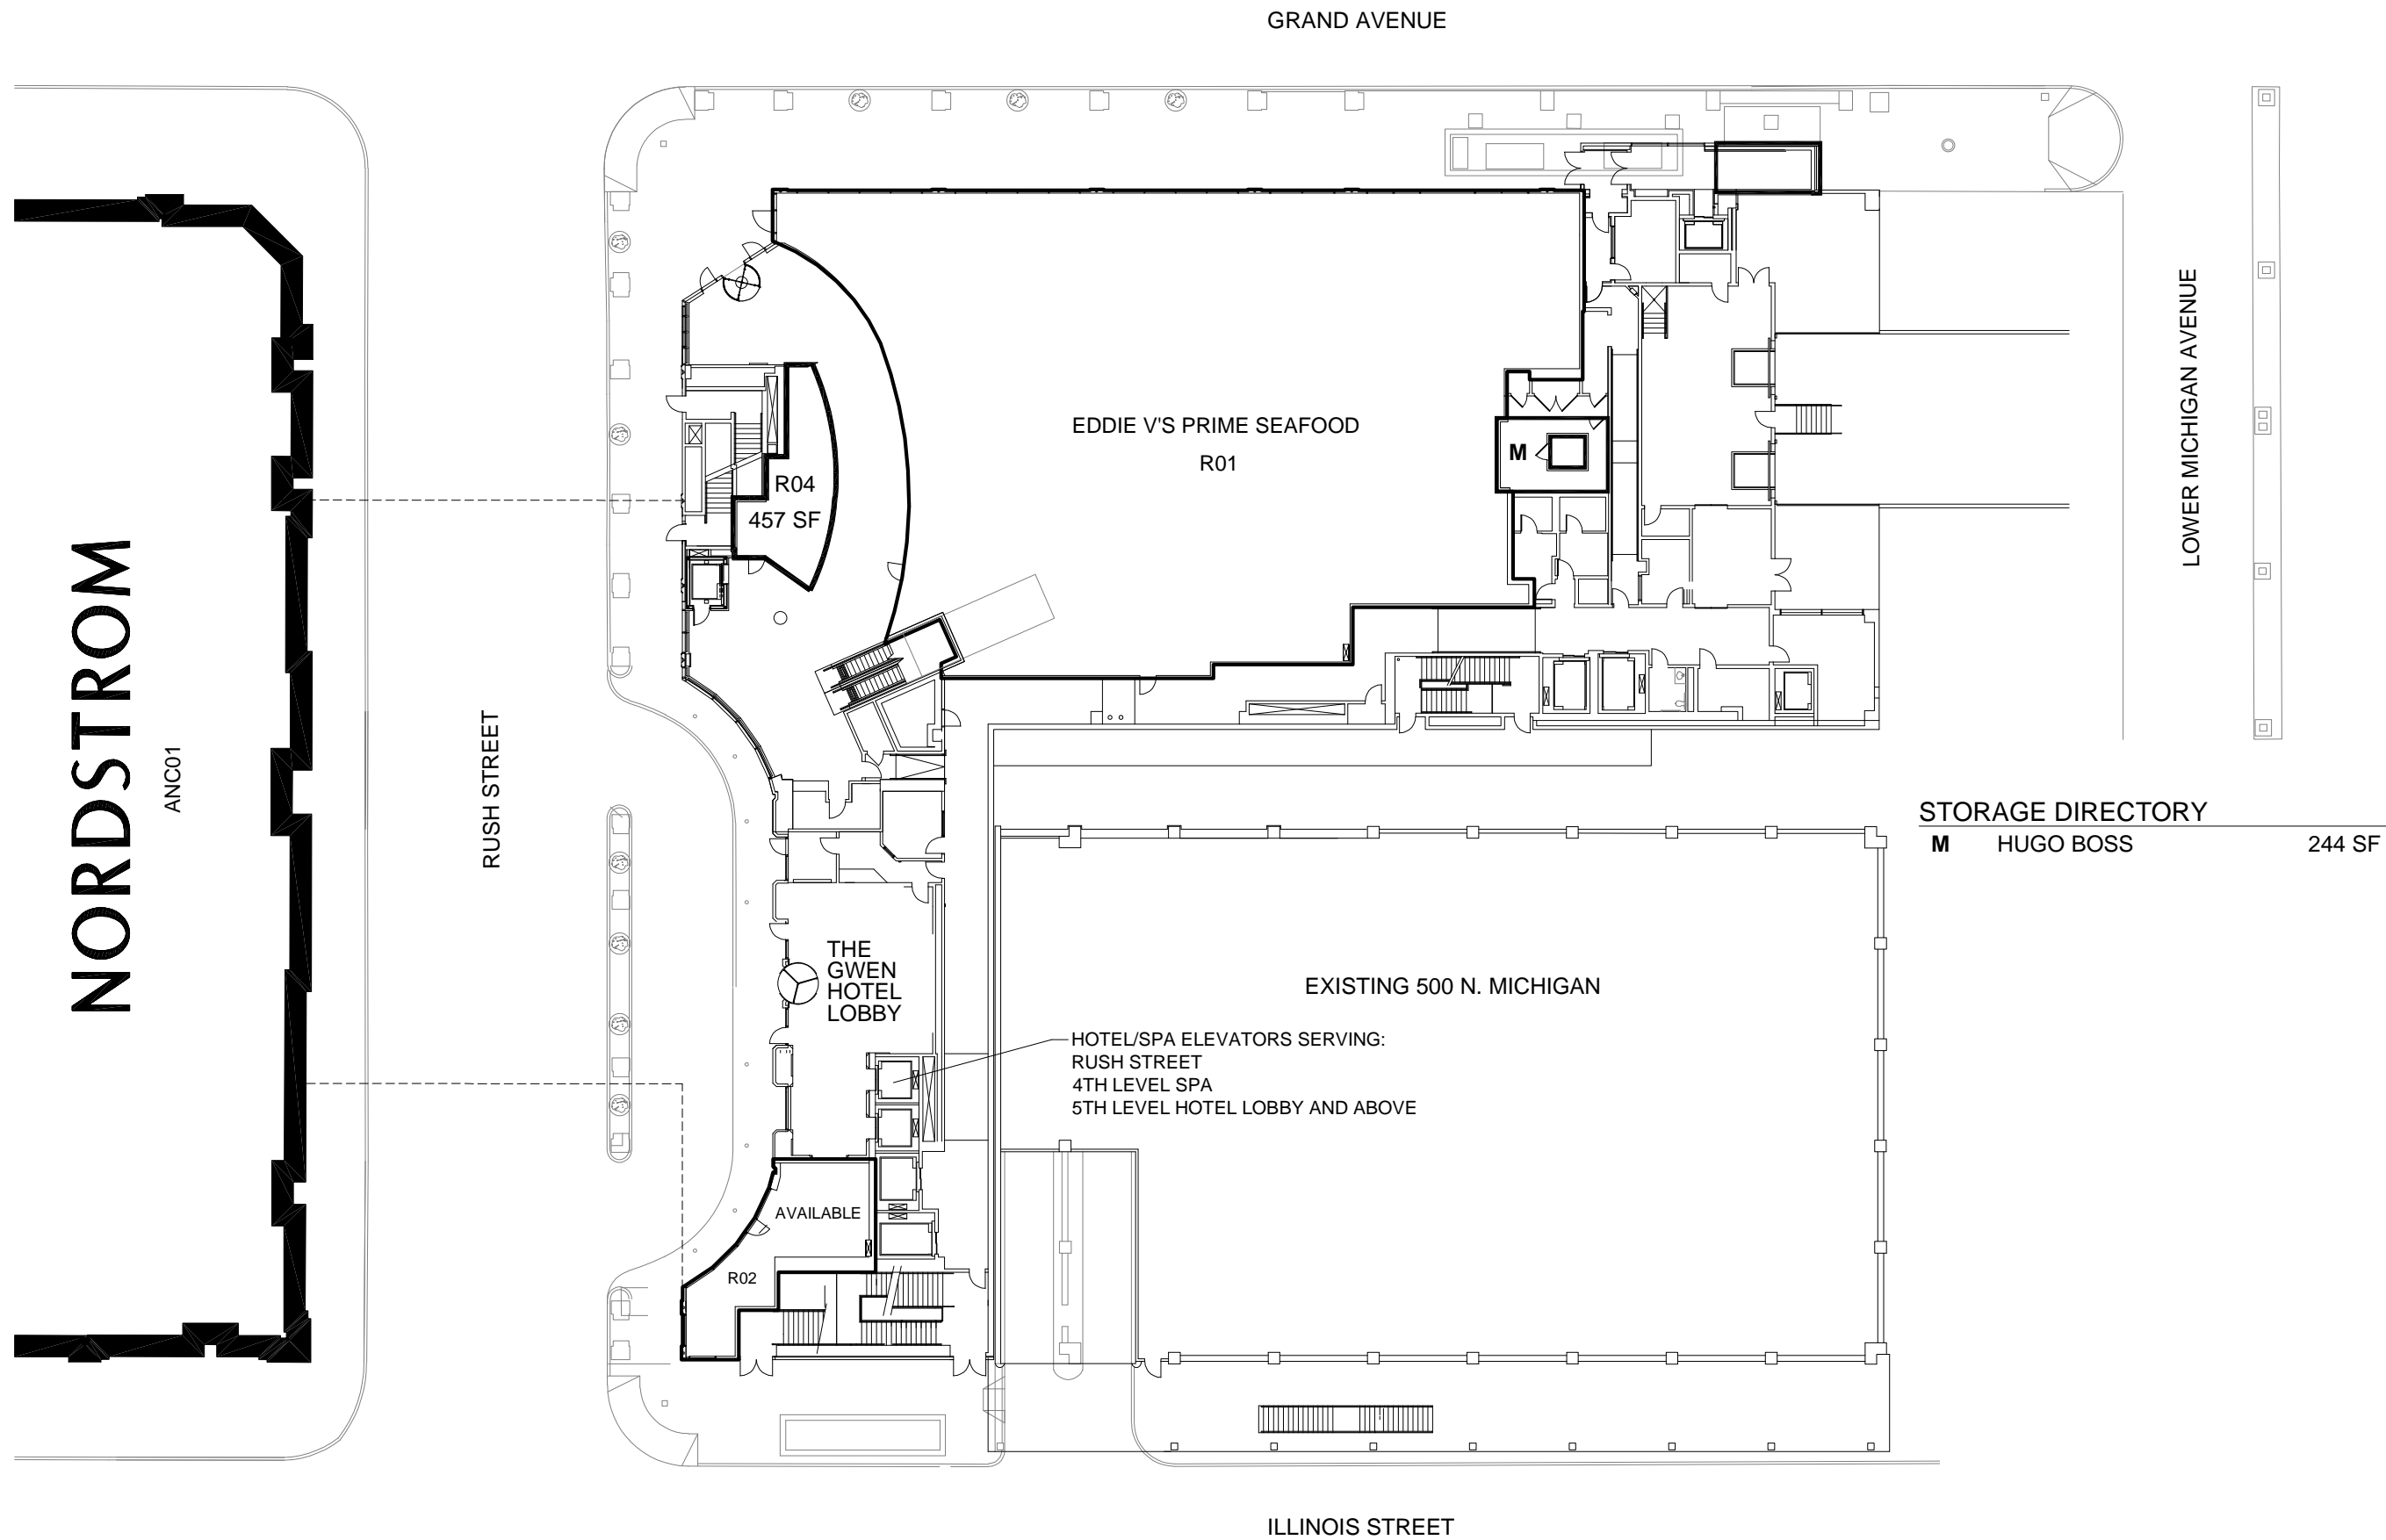 GRAND AVENUE
NORDSTROM
ANC01
RUSH STREET
EDDIE V'S PRIME SEAFOOD
R01
M
R04
457 SF
LOWER MICHIGAN AVENUE
STORAGE DIRECTORY
M HUGO BOSS 244 SF
THE
GWEN
HOTEL
LOBBY
EXISTING 500 N. MICHIGAN
HOTEL/SPA ELEVATORS SERVING:
RUSH STREET
4TH LEVEL SPA
5TH LEVEL HOTEL LOBBY AND ABOVE
AVAILABLE
R02
ILLINOIS STREET